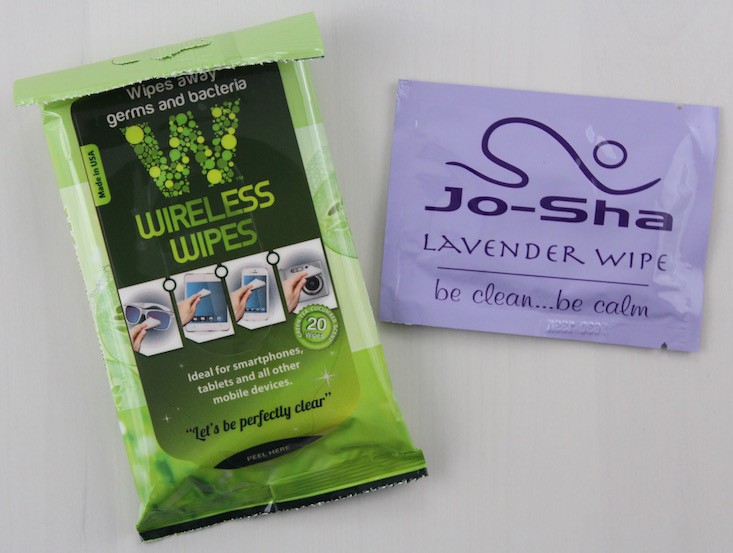 Wipes away
germs and bacteria
W
Made in USA
WIRELESS
WIPES
20
Ideal for smartphones,
tablets and all other
mobile devices.
"Let's be perfectly clear"
PEEL HERE
Jo-Sha
LAVENDER WIPE
be clean...be calm